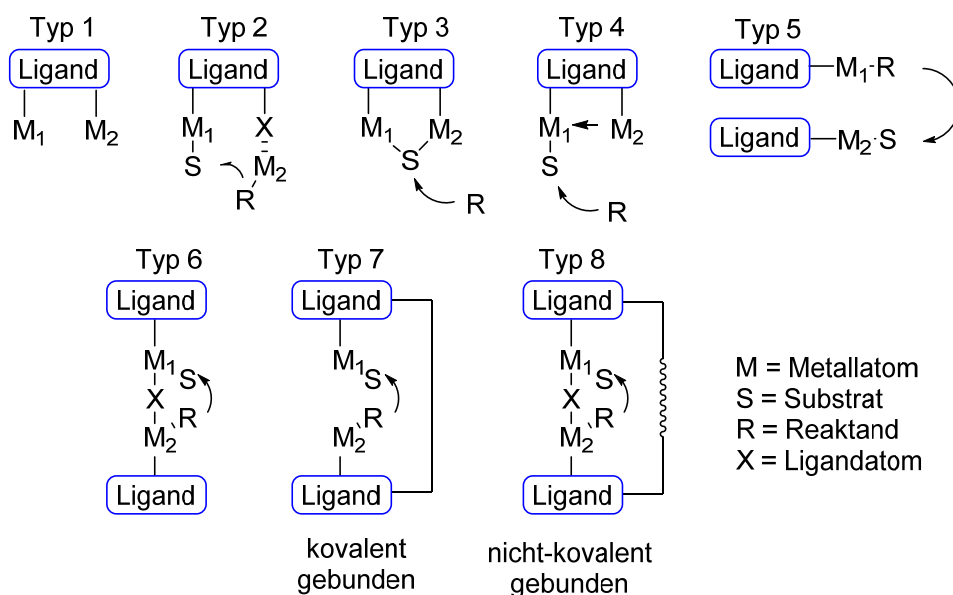 Typ 1 Typ 2 Typ 3 Typ 4 Typ 5
Ligand Ligand Ligand Ligand Ligand M₁-R
M₁ M₂ M₁ X M₁ M₂ M₁ M₂
Ligand M₂-S
S M₂ S S
R R R
Typ 6 Typ 7 Typ 8
Ligand Ligand Ligand
M₁ M₁ M₁
S S S
X X
R R R
M₂ M₂ M₂
Ligand Ligand Ligand
M = Metallatom
S = Substrat
R = Reaktand
X = Ligandatom
kovalent
gebunden
nicht-kovalent
gebunden